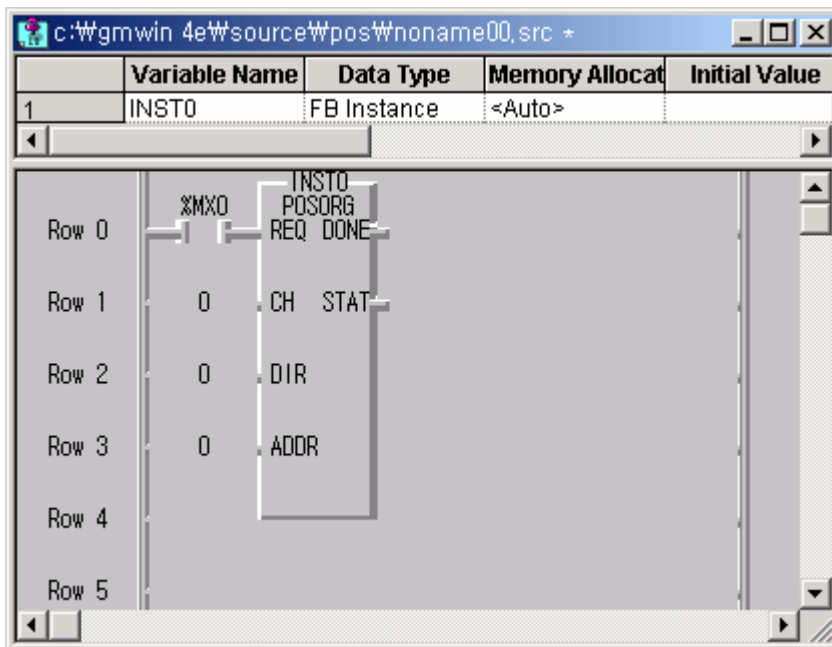 c:₩gmwin 4e₩source₩pos₩noname00.src *
Variable Name Data Type Memory Allocat Initial Value
1 INST0 FB Instance <Auto>
INST0
%MX0 POSORG
Row 0 REQ DONE
Row 1 0 CH STAT
Row 2 0 DIR
Row 3 0 ADDR
Row 4
Row 5